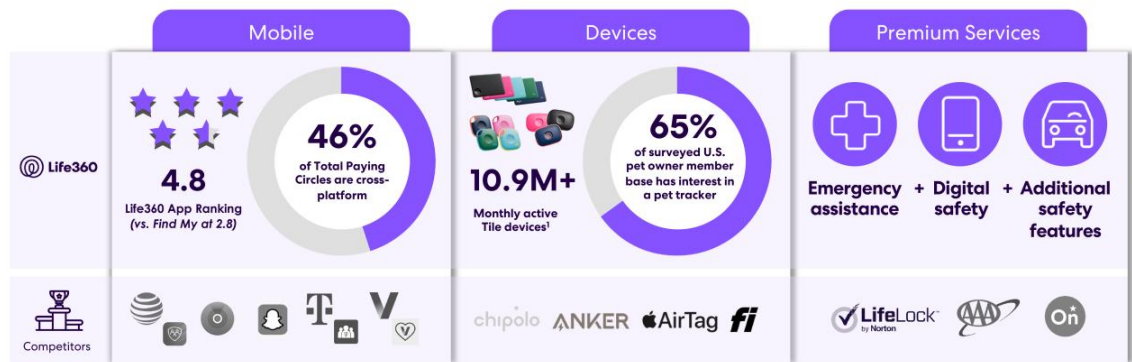 Mobile
Devices
Premium Services
Life360
4.8
Life360 App Ranking
(vs. Find My at 2.8)
46%
of Total Paying
Circles are cross-
platform
10.9M+
Monthly active
Tile devices¹
65%
of surveyed U.S.
pet owner member
base has interest in
a pet tracker
Emergency
assistance
+ Digital
safety
+ Additional
safety
features
Competitors
T
V
chipolo
ANKER
AirTag
fi
LifeLock
by Norton
AAA
On